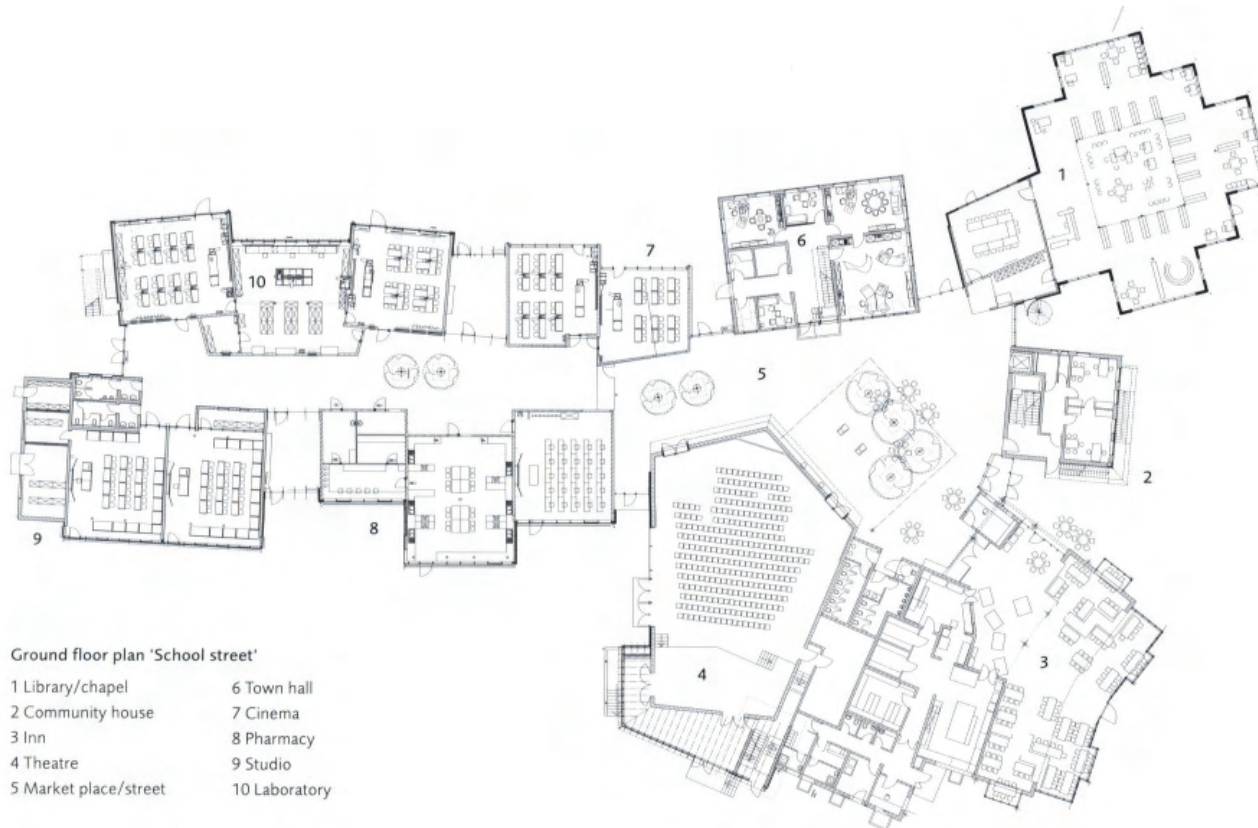 1
6
7
10
5
2
8
9
3
4
Ground floor plan 'School street'
1 Library/chapel
2 Community house
3 Inn
4 Theatre
5 Market place/street
6 Town hall
7 Cinema
8 Pharmacy
9 Studio
10 Laboratory